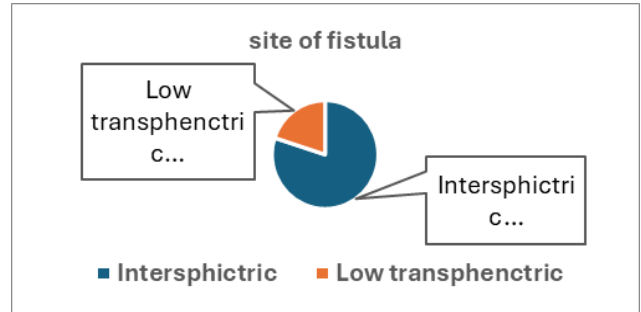 site of fistula
Low
transphenctri
c...
Intersphictri
c...
Intersphictric
Low transphenctric